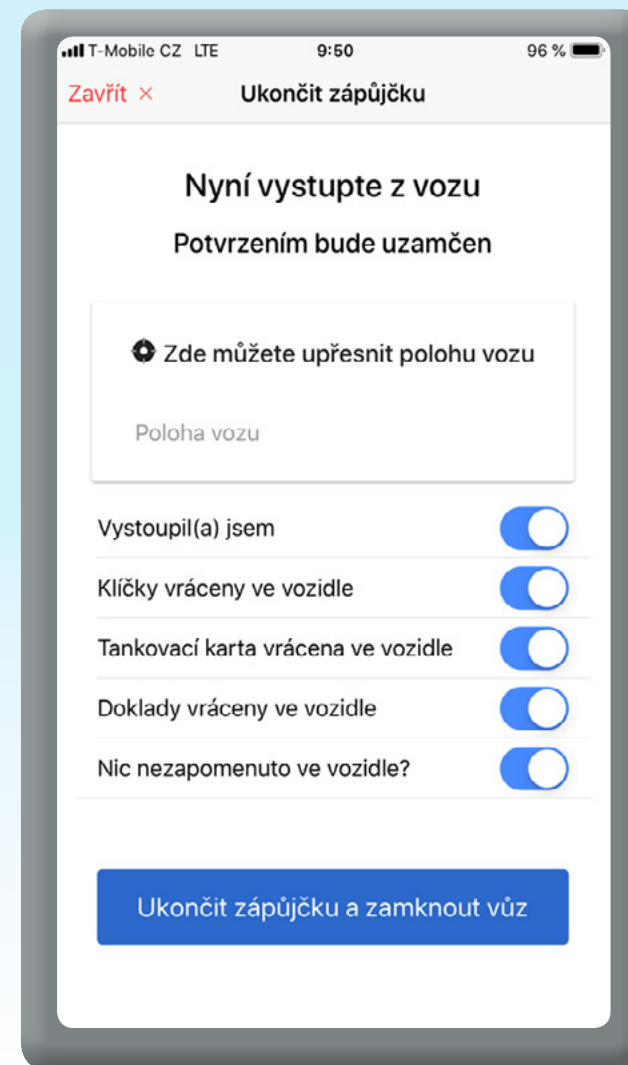 T-Mobile CZ LTE 9:50 96 %
Zavřít × Ukončit zápůjčku
Nyní vystupte z vozu
Potvrzením bude uzamčen
Zde můžete upřesnit polohu vozu
Poloha vozu
Vystoupil(a) jsem
Klíčky vráceny ve vozidle
Tankovací karta vrácena ve vozidle
Doklady vráceny ve vozidle
Nic nezapomenuto ve vozidle?
Ukončit zápůjčku a zamknout vůz